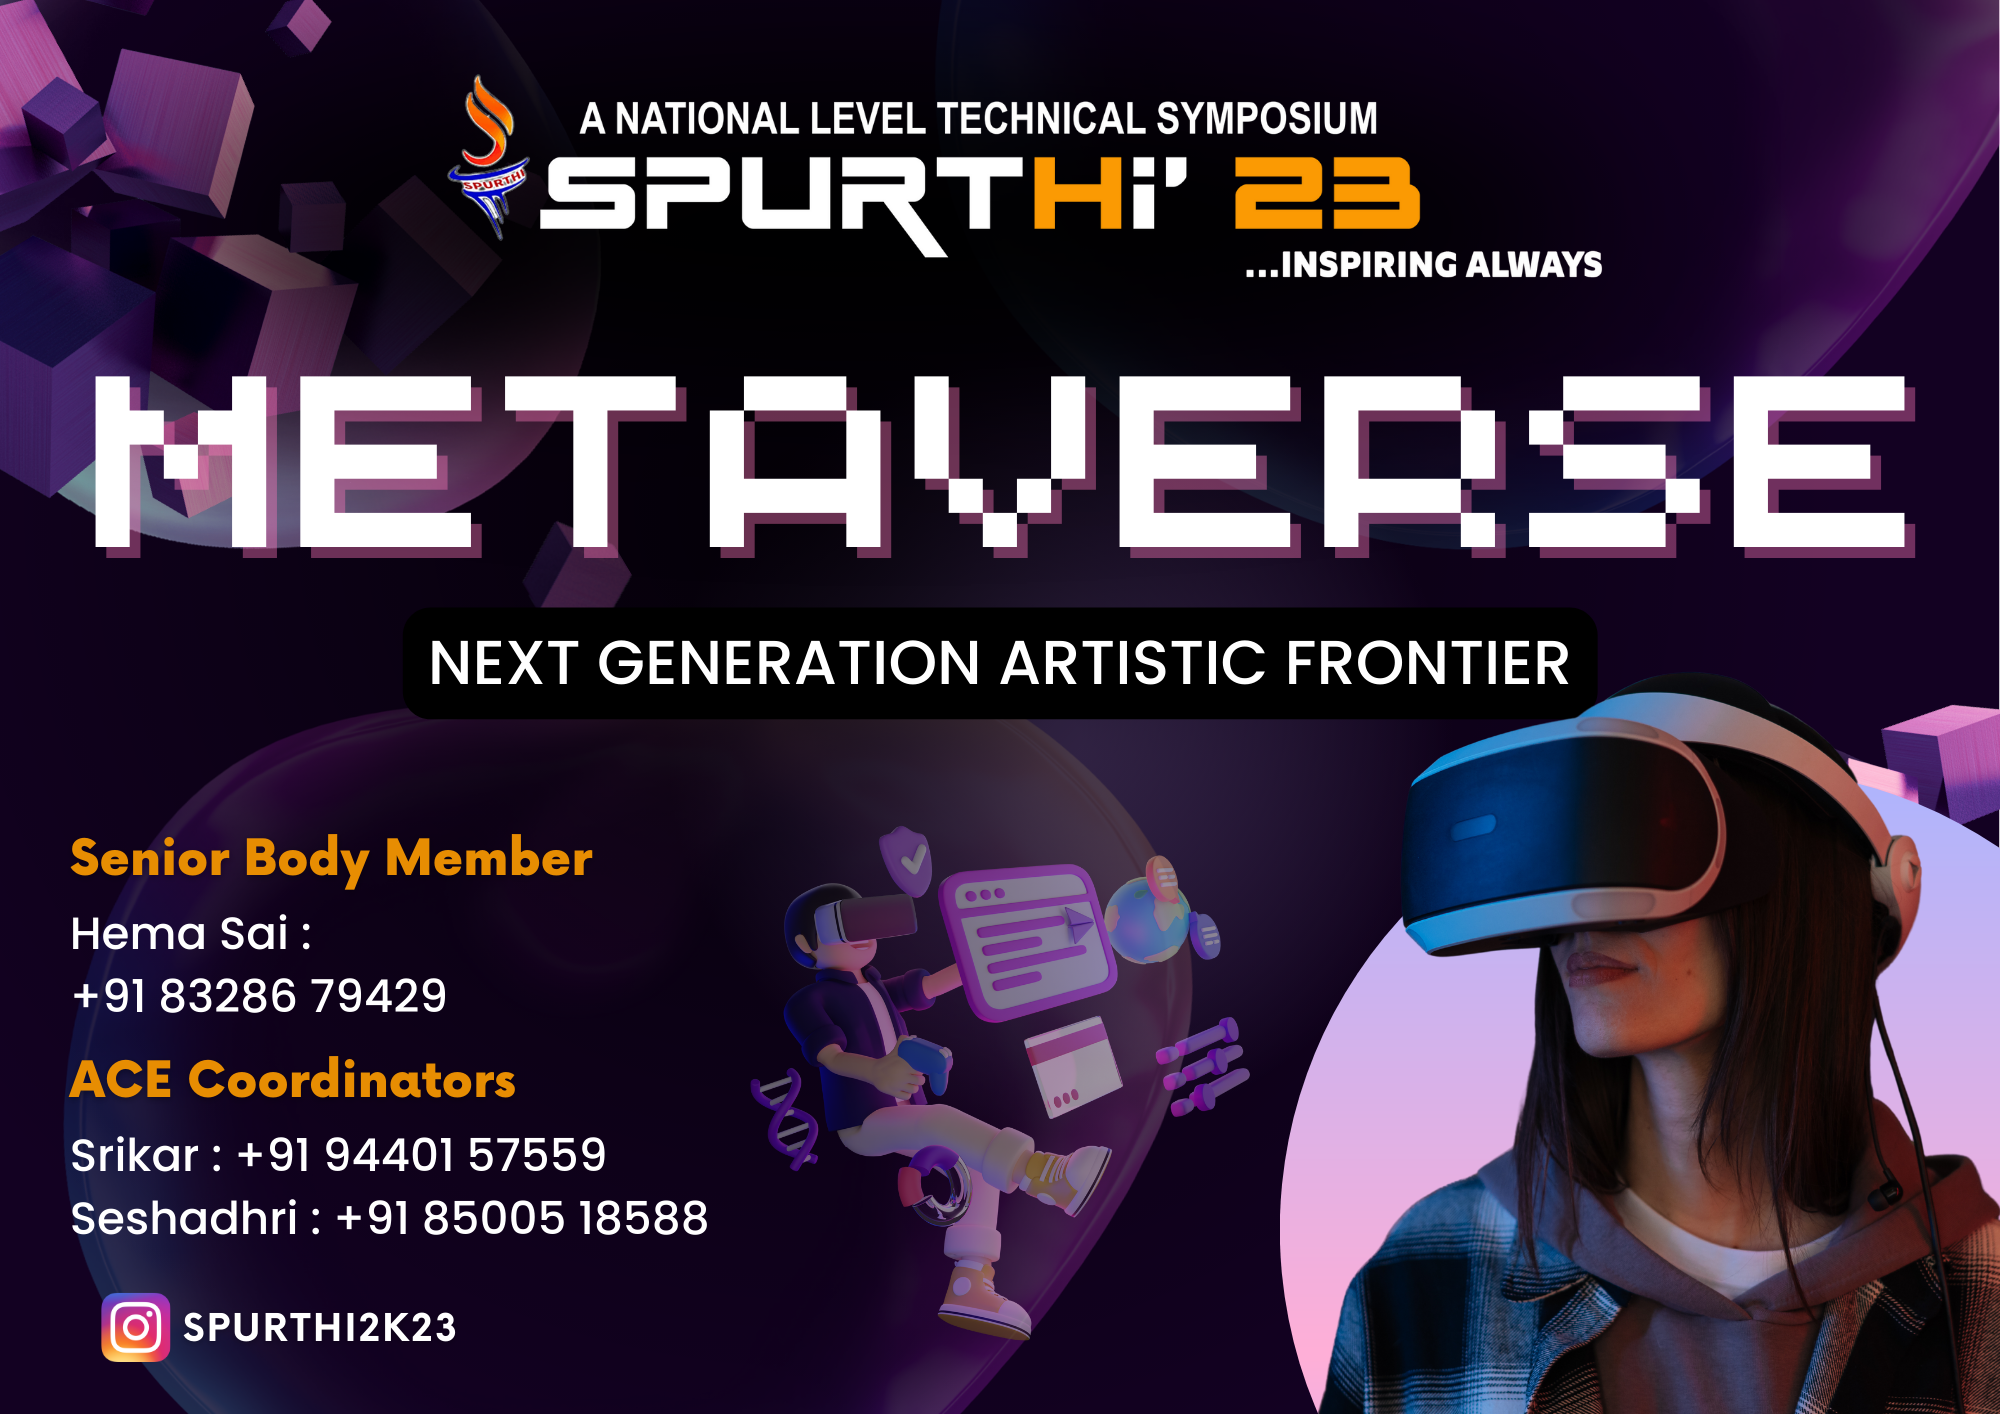 A NATIONAL LEVEL TECHNICAL SYMPOSIUM
SPURTHI
SPURTHi' 23
...INSPIRING ALWAYS
METAVERSE
NEXT GENERATION ARTISTIC FRONTIER
Senior Body Member
Hema Sai :
+91 83286 79429
ACE Coordinators
Srikar : +91 94401 57559
Seshadhri : +91 85005 18588
SPURTHI2K23